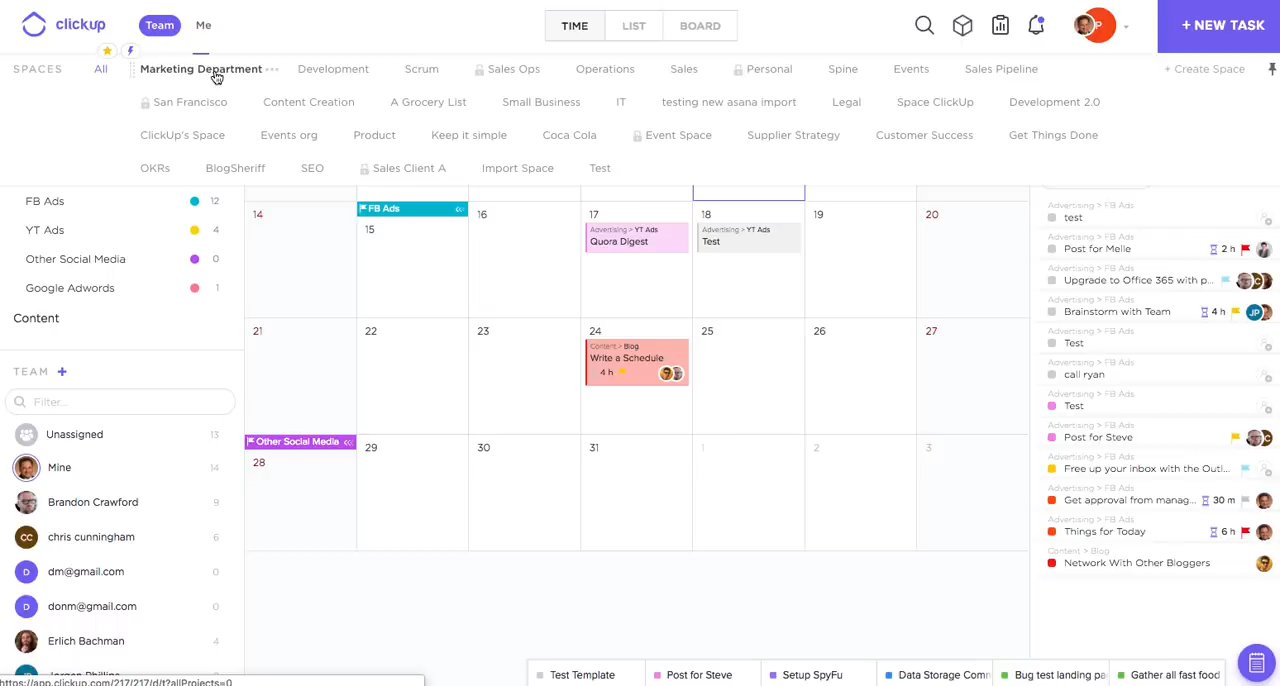 clickup
Team
Me
TIME
LIST
BOARD
+ NEW TASK
SPACES
All
Marketing Department
Development
Scrum
Sales Ops
Operations
Sales
Personal
Spine
Events
Sales Pipeline
+ Create Space
San Francisco
Content Creation
A Grocery List
Small Business
IT
testing new asana import
Legal
Space ClickUp
Development 2.0
ClickUp's Space
Events org
Product
Keep it simple
Coca Cola
Event Space
Supplier Strategy
Customer Success
Get Things Done
OKRs
BlogSheriff
SEO
Sales Client A
Import Space
Test
FB Ads 12
YT Ads 4
Other Social Media 0
Google Adwords 1
Content
TEAM +
Filter...
Unassigned 13
Mine 14
Brandon Crawford 9
CC chris cunningham 6
D dm@gmail.com 0
D donm@gmail.com 0
Erlich Bachman 4
https://app.clickup.com/217/217/d/t?allProjects=0
14
FB Ads
15
16
17
Advertising > YT Ads
Quora Digest
18
Advertising > YT Ads
Test
19
20
21
22
23
24
Content > Blog
Write a Schedule
4 h
25
26
27
Other Social Media
28
29
30
31
1
2
3
Advertising > FB Ads
test
Advertising > FB Ads
Post for Melle 2 h
Advertising > FB Ads
Upgrade to Office 365 with p...
Advertising > FB Ads
Brainstorm with Team 4 h JP
Advertising > FB Ads
Test
Advertising > FB Ads
call ryan
Advertising > FB Ads
Test
Advertising > FB Ads
Post for Steve
Advertising > FB Ads
Free up your inbox with the Outl...
Advertising > FB Ads
Get approval from manag... 30 m
Advertising > FB Ads
Things for Today 6 h
Content > Blog
Network With Other Bloggers
Test Template
Post for Steve
Setup SpyFu
Data Storage Com
Bug test landing pa
Gather all fast food